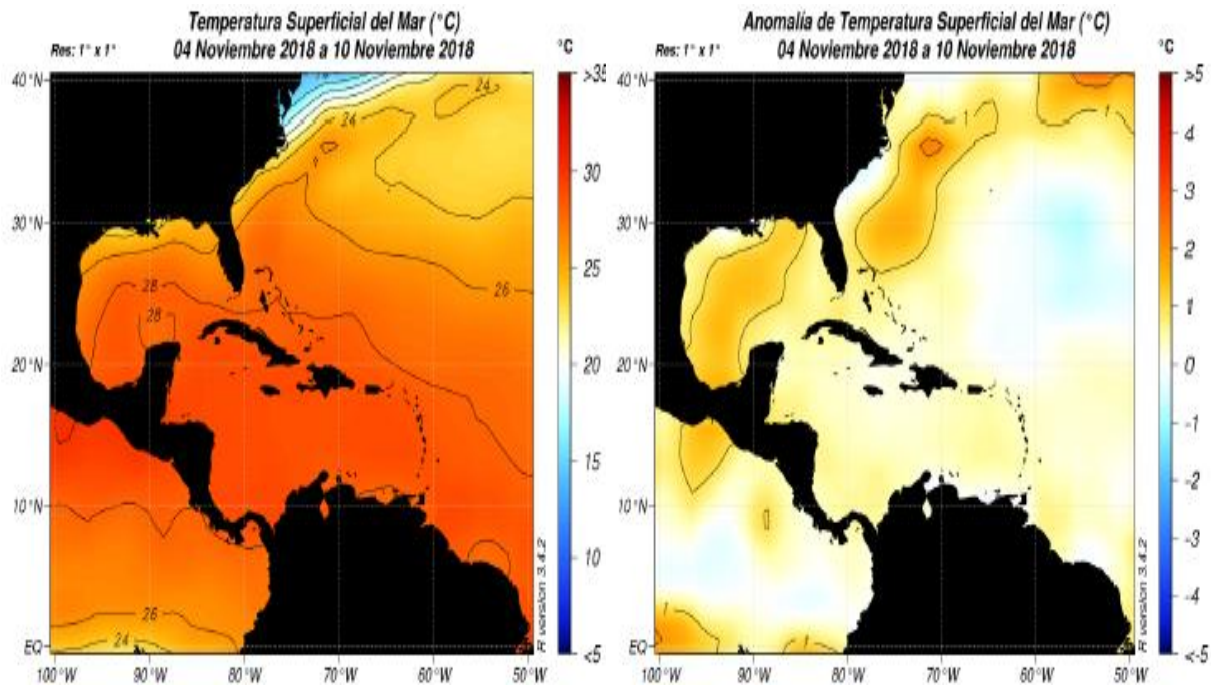 Temperatura Superficial del Mar (°C)
Res: 1° x 1°
04 Noviembre 2018 a 10 Noviembre 2018
°C
40°N
30°N
20°N
10°N
EQ
100°W
90°W
80°W
70°W
60°W
50°W
24
24
26
28
28
26
24
>35
30
25
20
15
10
<5
R version 3.4.2
Anomalía de Temperatura Superficial del Mar (°C)
Res: 1° x 1°
04 Noviembre 2018 a 10 Noviembre 2018
°C
40°N
30°N
20°N
10°N
EQ
100°W
90°W
80°W
70°W
60°W
50°W
1
1
1
1
>5
4
3
2
1
0
-1
-2
-3
-4
<-5
R version 3.4.2